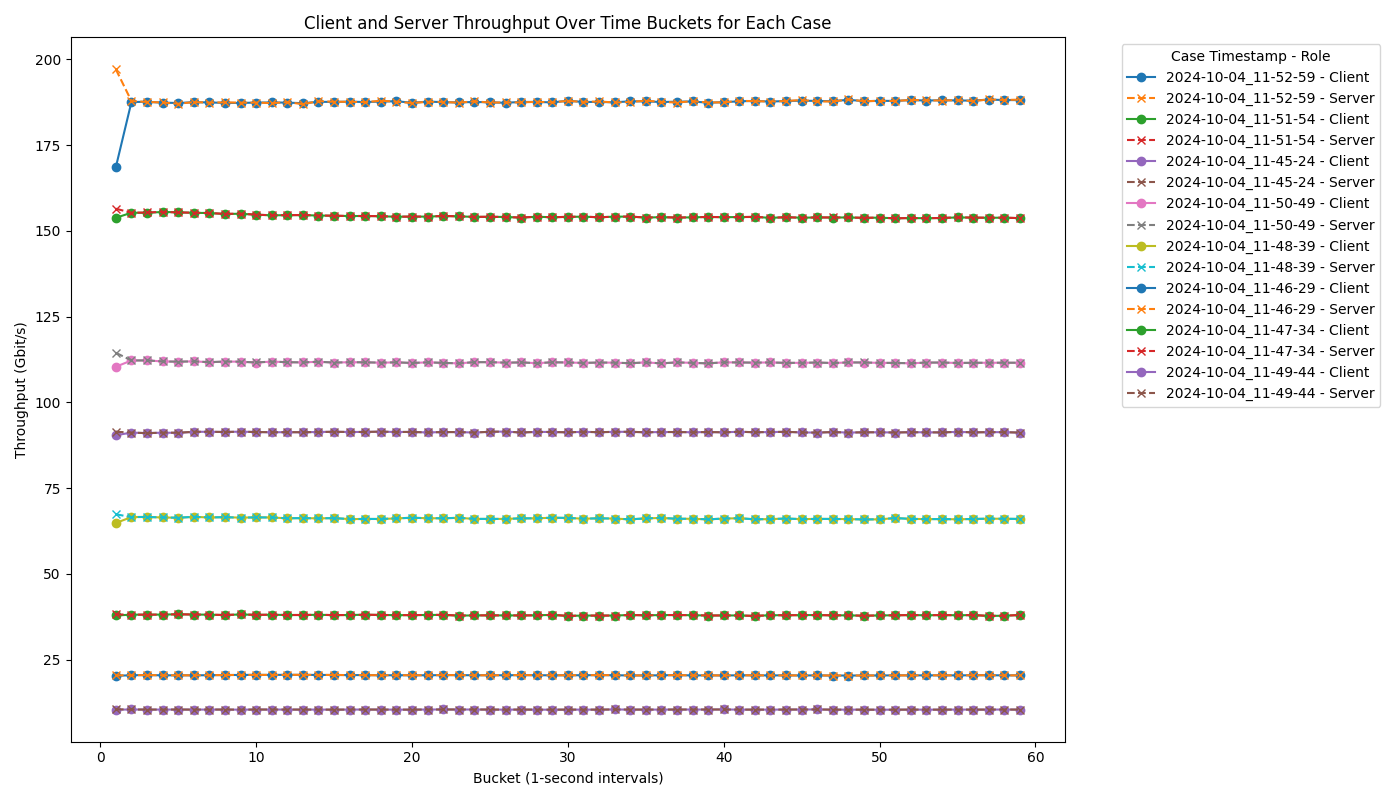 Client and Server Throughput Over Time Buckets for Each Case
Throughput (Gbit/s)
200
175
150
125
100
75
50
25
0
10
20
30
40
50
60
Bucket (1-second intervals)
Case Timestamp - Role
2024-10-04_11-52-59 - Client
2024-10-04_11-52-59 - Server
2024-10-04_11-51-54 - Client
2024-10-04_11-51-54 - Server
2024-10-04_11-45-24 - Client
2024-10-04_11-45-24 - Server
2024-10-04_11-50-49 - Client
2024-10-04_11-50-49 - Server
2024-10-04_11-48-39 - Client
2024-10-04_11-48-39 - Server
2024-10-04_11-46-29 - Client
2024-10-04_11-46-29 - Server
2024-10-04_11-47-34 - Client
2024-10-04_11-47-34 - Server
2024-10-04_11-49-44 - Client
2024-10-04_11-49-44 - Server